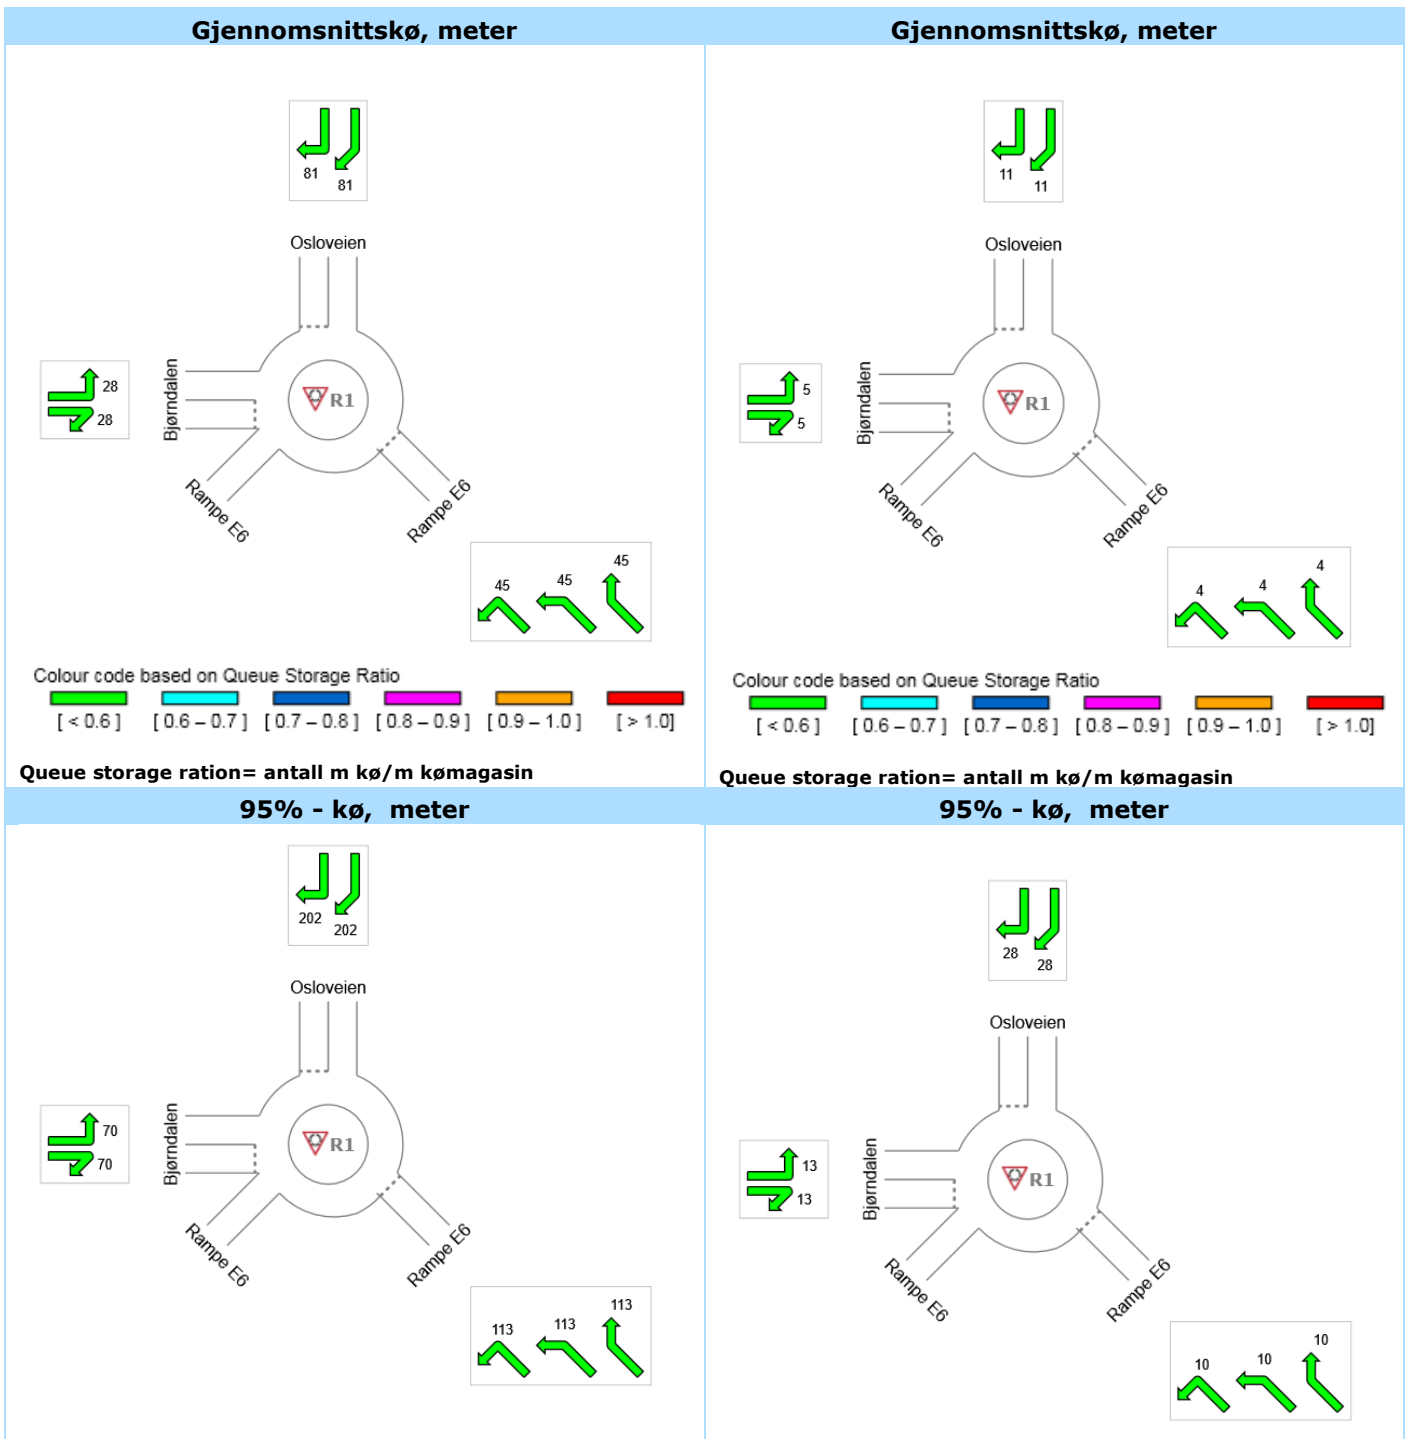 Gjennomsnittskø, meter
81
81
Osloveien
28
28
Bjørndalen
R1
Rampe E6
Rampe E6
45
45
45
Colour code based on Queue Storage Ratio
[ < 0.6 ] [ 0.6 – 0.7 ] [ 0.7 – 0.8 ] [ 0.8 – 0.9 ] [ 0.9 – 1.0 ] [ > 1.0]
Queue storage ration= antall m kø/m kømagasin
Gjennomsnittskø, meter
11
11
Osloveien
5
5
Bjørndalen
R1
Rampe E6
Rampe E6
4
4
4
Colour code based on Queue Storage Ratio
[ < 0.6 ] [ 0.6 – 0.7 ] [ 0.7 – 0.8 ] [ 0.8 – 0.9 ] [ 0.9 – 1.0 ] [ > 1.0]
Queue storage ration= antall m kø/m kømagasin
95% - kø, meter
202
202
Osloveien
70
70
Bjørndalen
R1
Rampe E6
Rampe E6
113
113
113
95% - kø, meter
28
28
Osloveien
13
13
Bjørndalen
R1
Rampe E6
Rampe E6
10
10
10